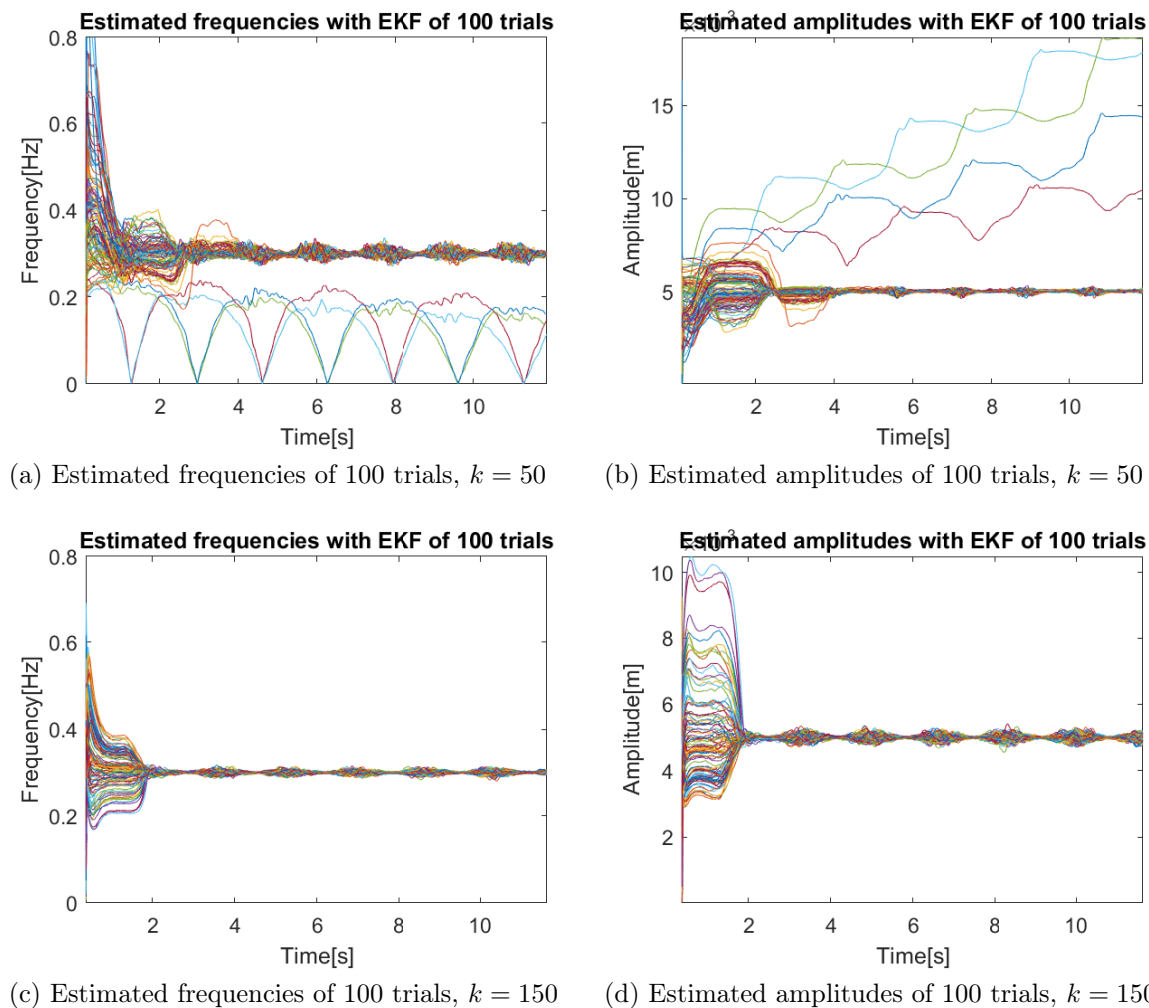 Estimated frequencies with EKF of 100 trials
Estimated amplitudes with EKF of 100 trials
0.8
0.6
0.4
0.2
0
Frequency[Hz]
2 4 6 8 10
Time[s]
15
10
5
Amplitude[m]
2 4 6 8 10
Time[s]
(a) Estimated frequencies of 100 trials, k = 50
(b) Estimated amplitudes of 100 trials, k = 50
Estimated frequencies with EKF of 100 trials
Estimated amplitudes with EKF of 100 trials
0.8
0.6
0.4
0.2
0
Frequency[Hz]
2 4 6 8 10
Time[s]
10
8
6
4
2
Amplitude[m]
2 4 6 8 10
Time[s]
(c) Estimated frequencies of 100 trials, k = 150
(d) Estimated amplitudes of 100 trials, k = 150